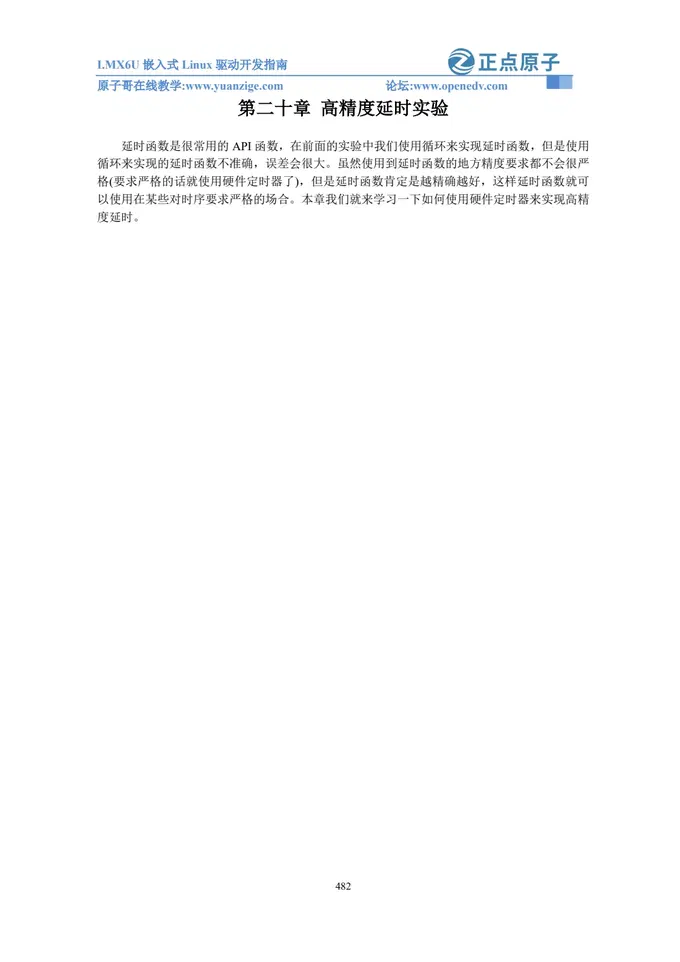 I.MX6U 嵌入式 Linux 驱动开发指南
正点原子
原子哥在线教学:www.yuanzige.com 论坛:www.openedv.com
第二十章 高精度延时实验
延时函数是很常用的 API 函数，在前面的实验中我们使用循环来实现延时函数，但是使用
循环来实现的延时函数不准确，误差会很大。虽然使用到延时函数的地方精度要求都不会很严
格(要求严格的话就使用硬件定时器了)，但是延时函数肯定是越精确越好，这样延时函数就可
以使用在某些对时序要求严格的场合。本章我们就来学习一下如何使用硬件定时器来实现高精
度延时。
482